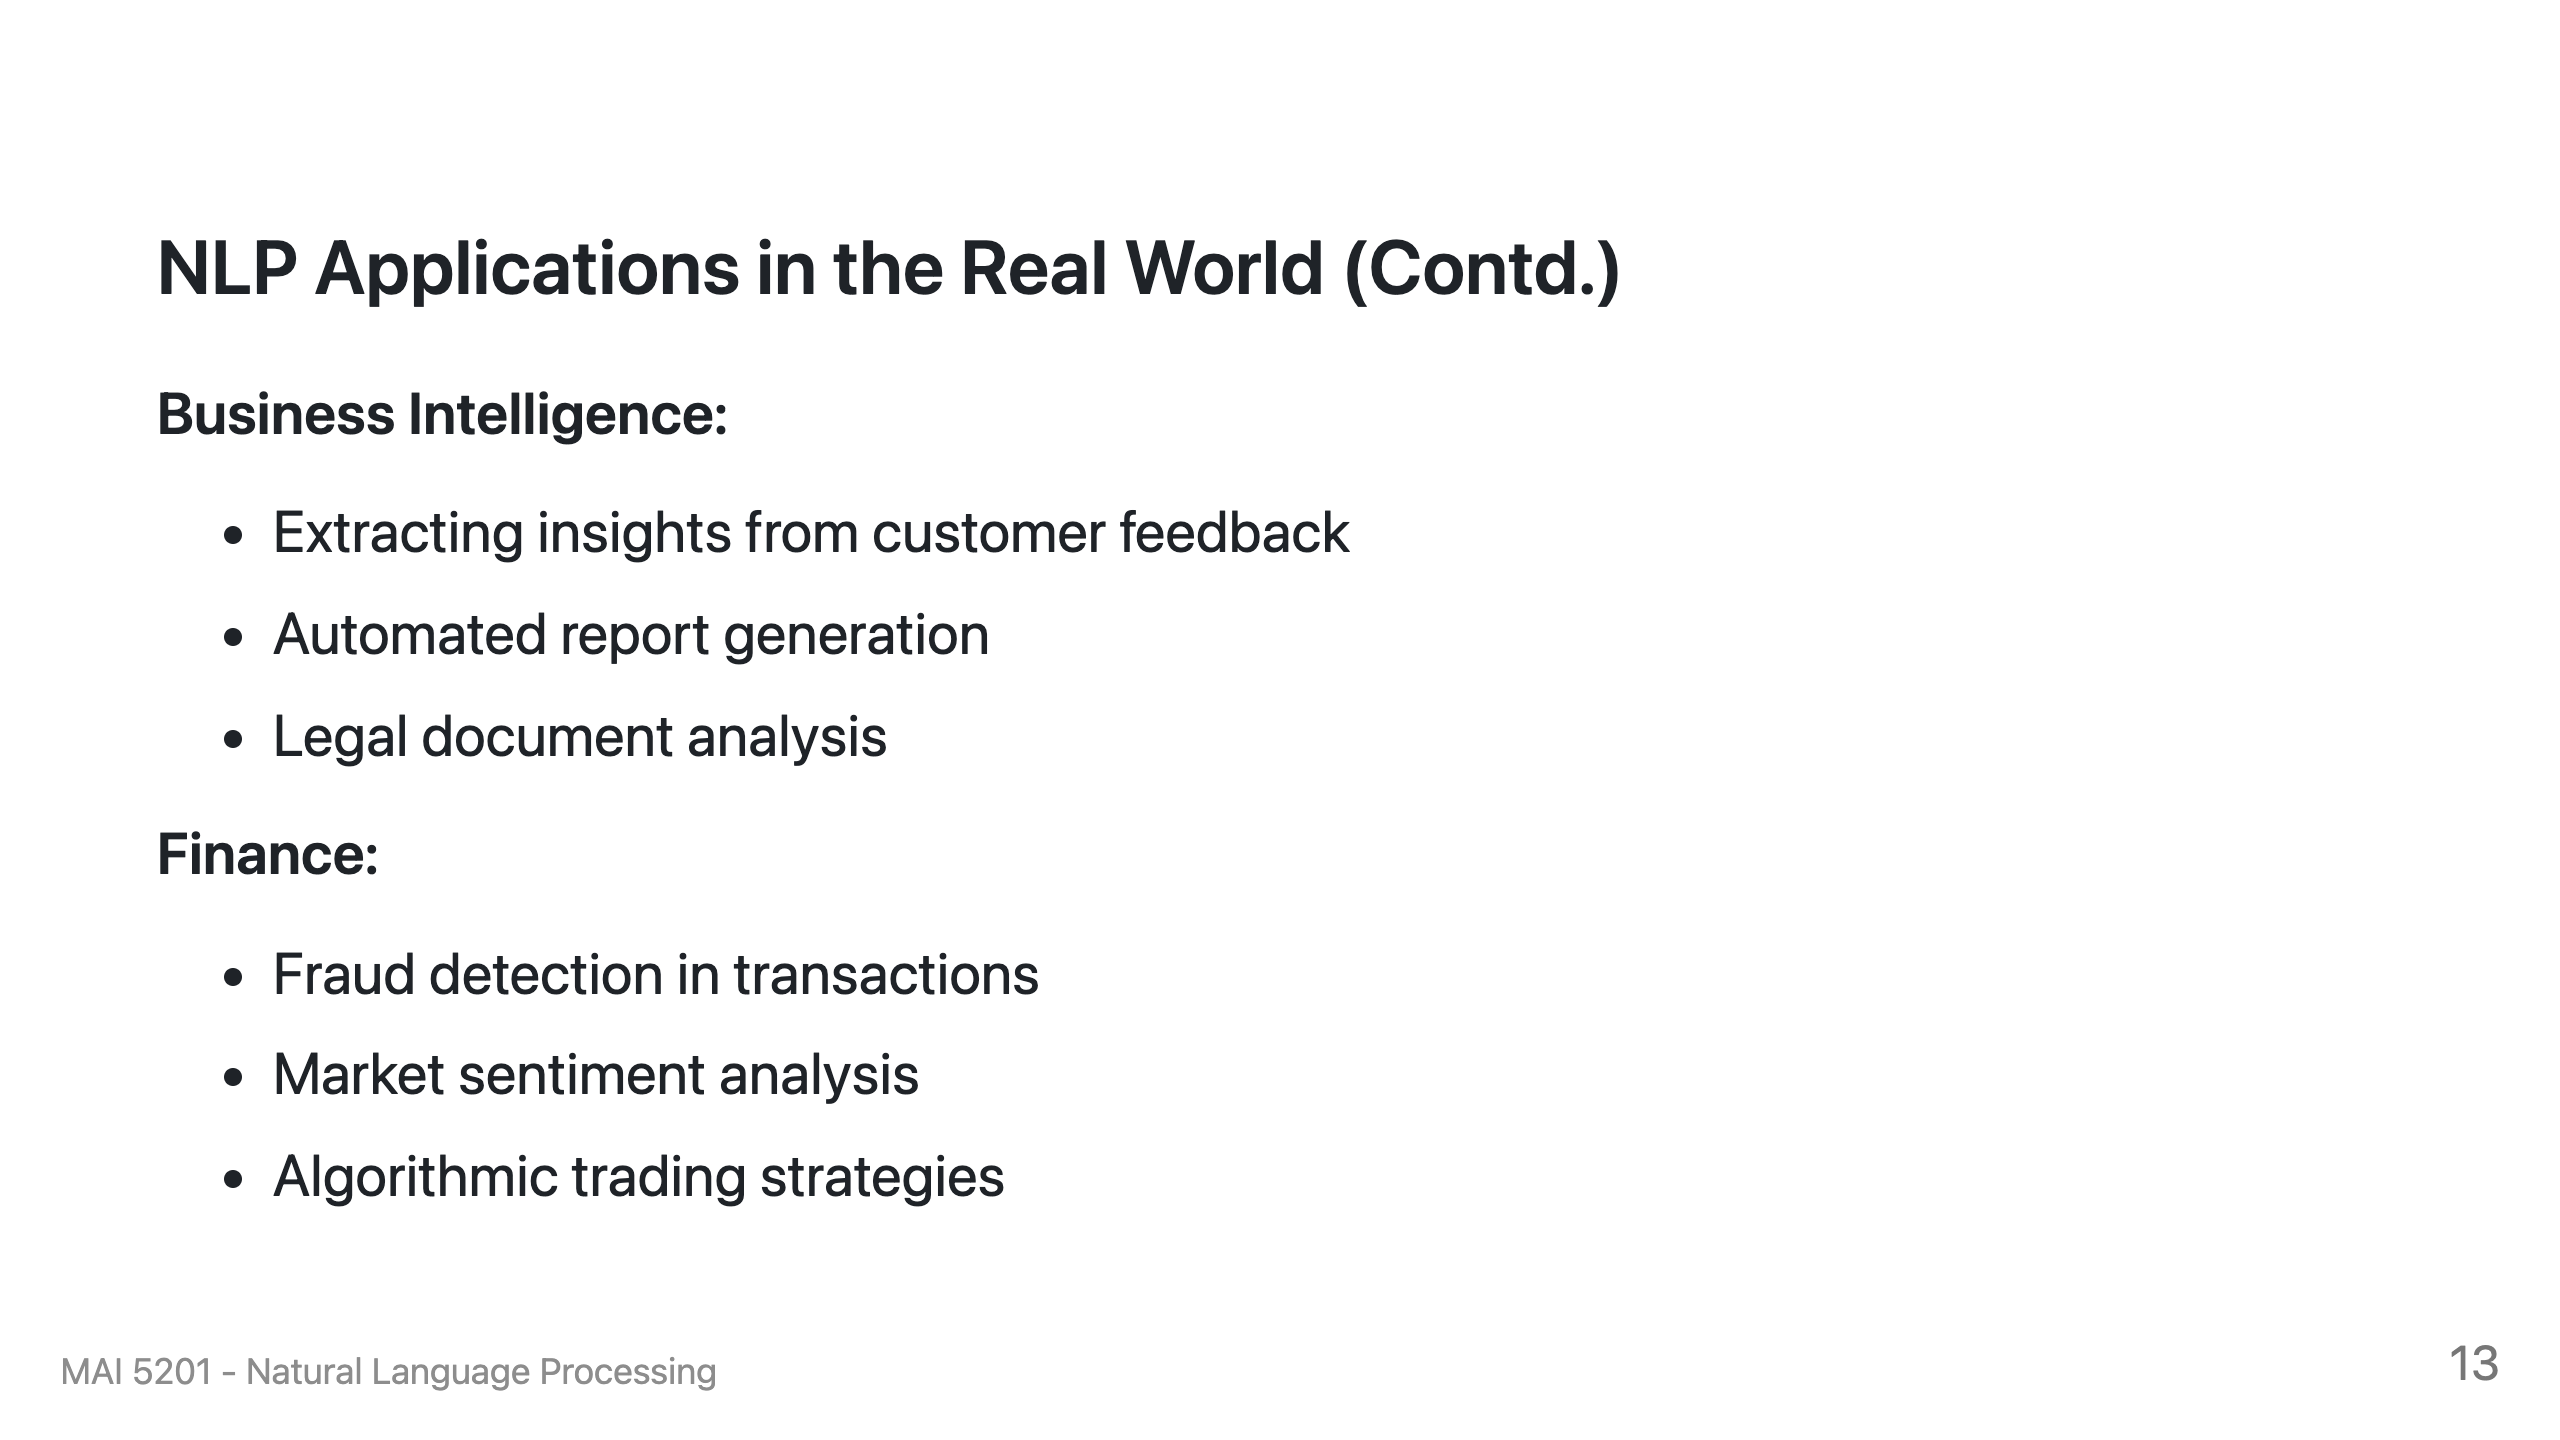 NLP Applications in the Real World (Contd.)
Business Intelligence:
• Extracting insights from customer feedback
• Automated report generation
• Legal document analysis
Finance:
• Fraud detection in transactions
• Market sentiment analysis
• Algorithmic trading strategies
MAI 5201 - Natural Language Processing
13